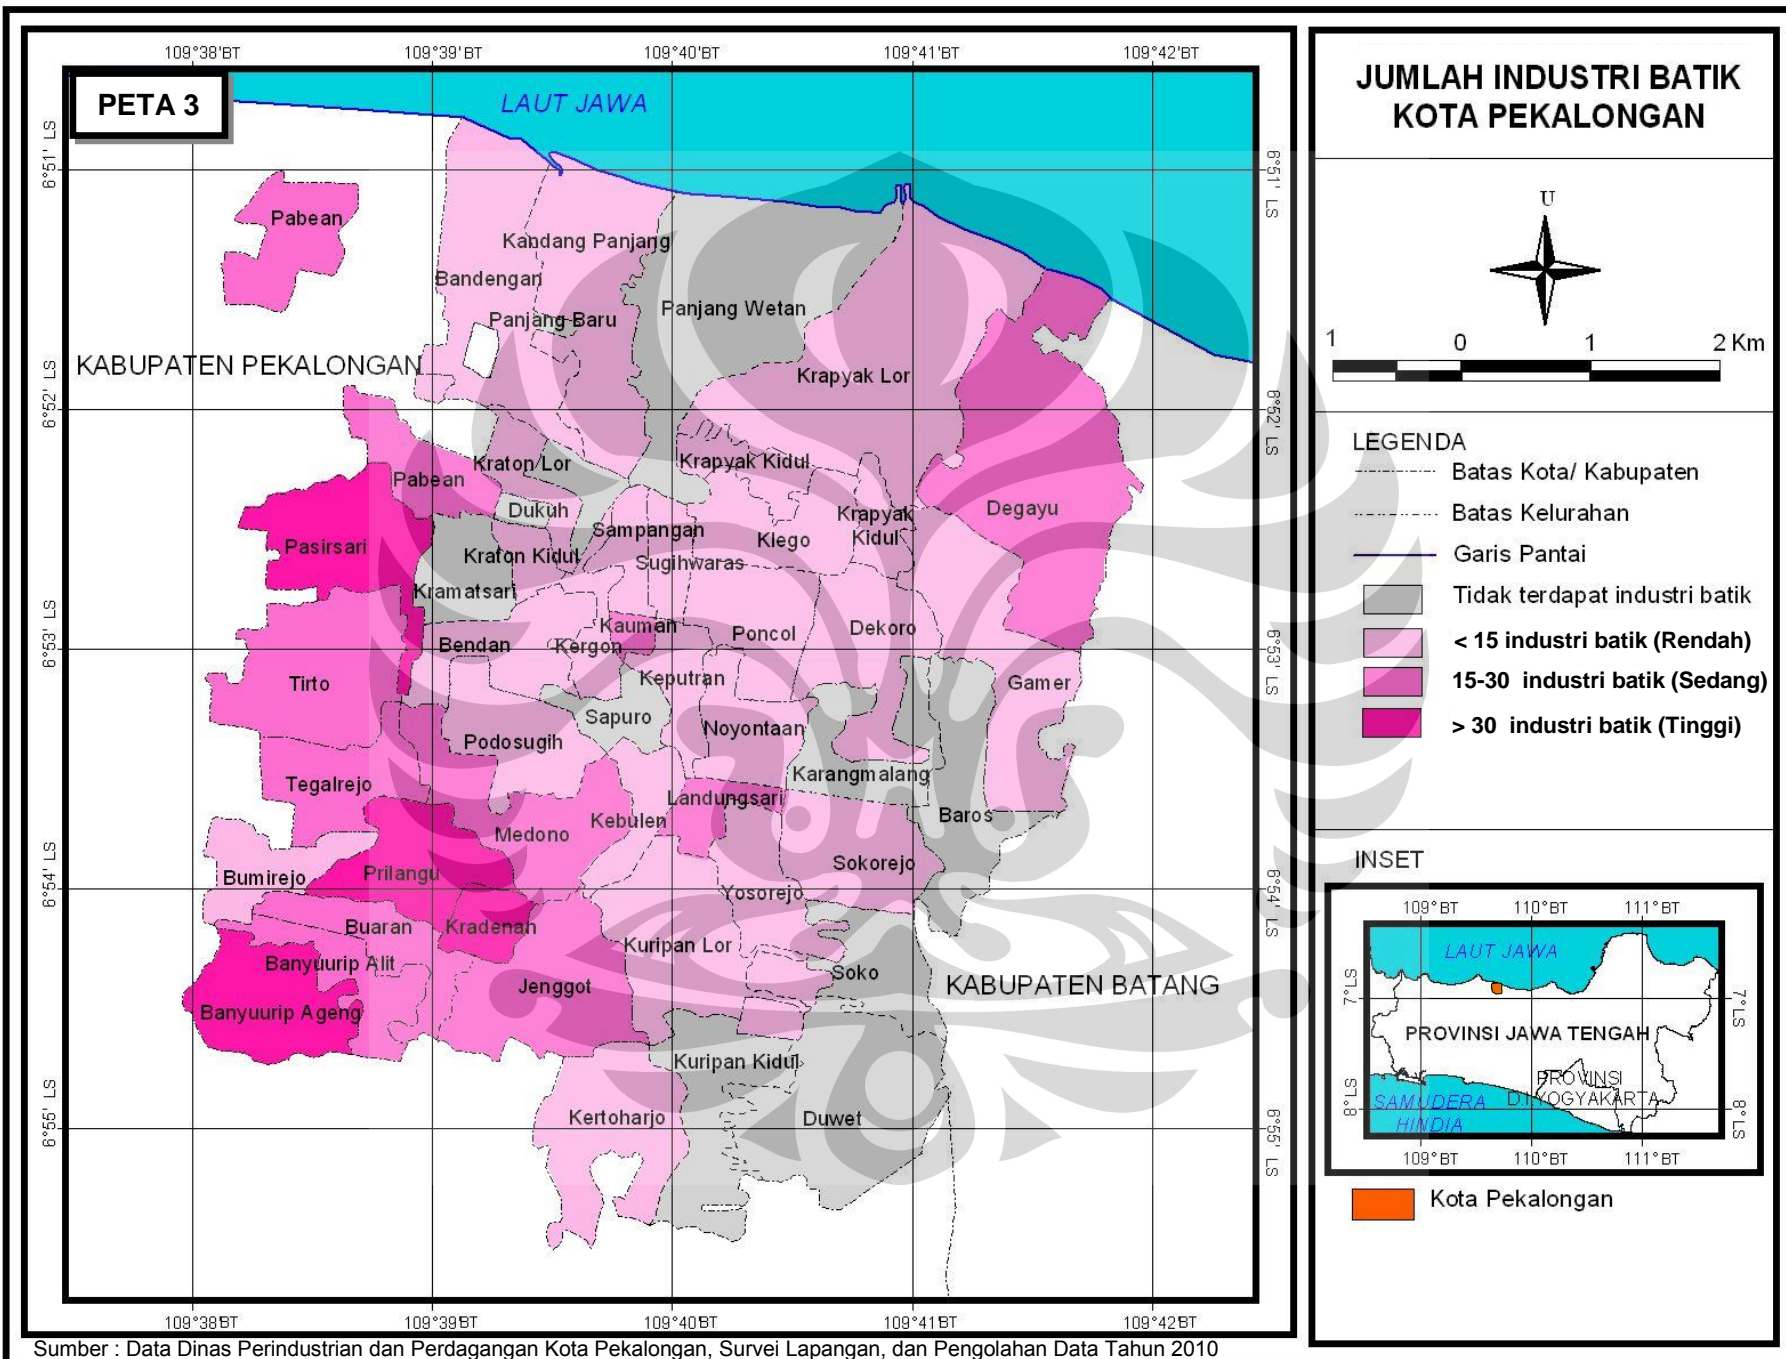 PETA 3
109°38'BT 109°39'BT 109°40'BT 109°41'BT 109°42'BT
LAUT JAWA
6°51' LS 6°51' LS
Pabean
Kandang Panjang
Bandengan
Panjang Wetan
Panjang Baru
KABUPATEN PEKALONGAN
Krapyak Lor
6°52' LS 6°52' LS
Kraton Lor
Krapyak Kidul
Pabean
Dukuh
Degayu
Krapyak
Kidul
Sampangan
Klego
Pasirsari
Kraton Kidul
Sugihwaras
Kramatsari
Kauman
Poncol
Dekoro
6°53' LS 6°53' LS
Bendan
Kergon
Tirto
Keputran
Gamer
Sapuro
Noyontaan
Podosugih
Karangmalang
Tegalrejo
Landungsari
Baros
Medono
Kebulen
Sokorejo
Prilangu
Bumirejo
6°54' LS 6°54' LS
Yosorejo
Buaran
Kradenan
Kuripan Lor
Banyuurip Alit
Soko
Jenggot
KABUPATEN BATANG
Banyuurip Ageng
Kuripan Kidul
Kertoharjo
Duwet
6°55' LS 6°55' LS
109°38'BT 109°39'BT 109°40'BT 109°41'BT 109°42'BT
Sumber : Data Dinas Perindustrian dan Perdagangan Kota Pekalongan, Survei Lapangan, dan Pengolahan Data Tahun 2010
JUMLAH INDUSTRI BATIK
KOTA PEKALONGAN
U
1 0 1 2 Km
LEGENDA
Batas Kota/ Kabupaten
Batas Kelurahan
Garis Pantai
Tidak terdapat industri batik
< 15 industri batik (Rendah)
15-30 industri batik (Sedang)
> 30 industri batik (Tinggi)
INSET
109°BT 110°BT 111°BT
LAUT JAWA
7°LS 7°LS
PROVINSI JAWA TENGAH
PROVINSI
D.I.YOGYAKARTA
SAMUDERA
HINDIA
8°LS 8°LS
109°BT 110°BT 111°BT
Kota Pekalongan